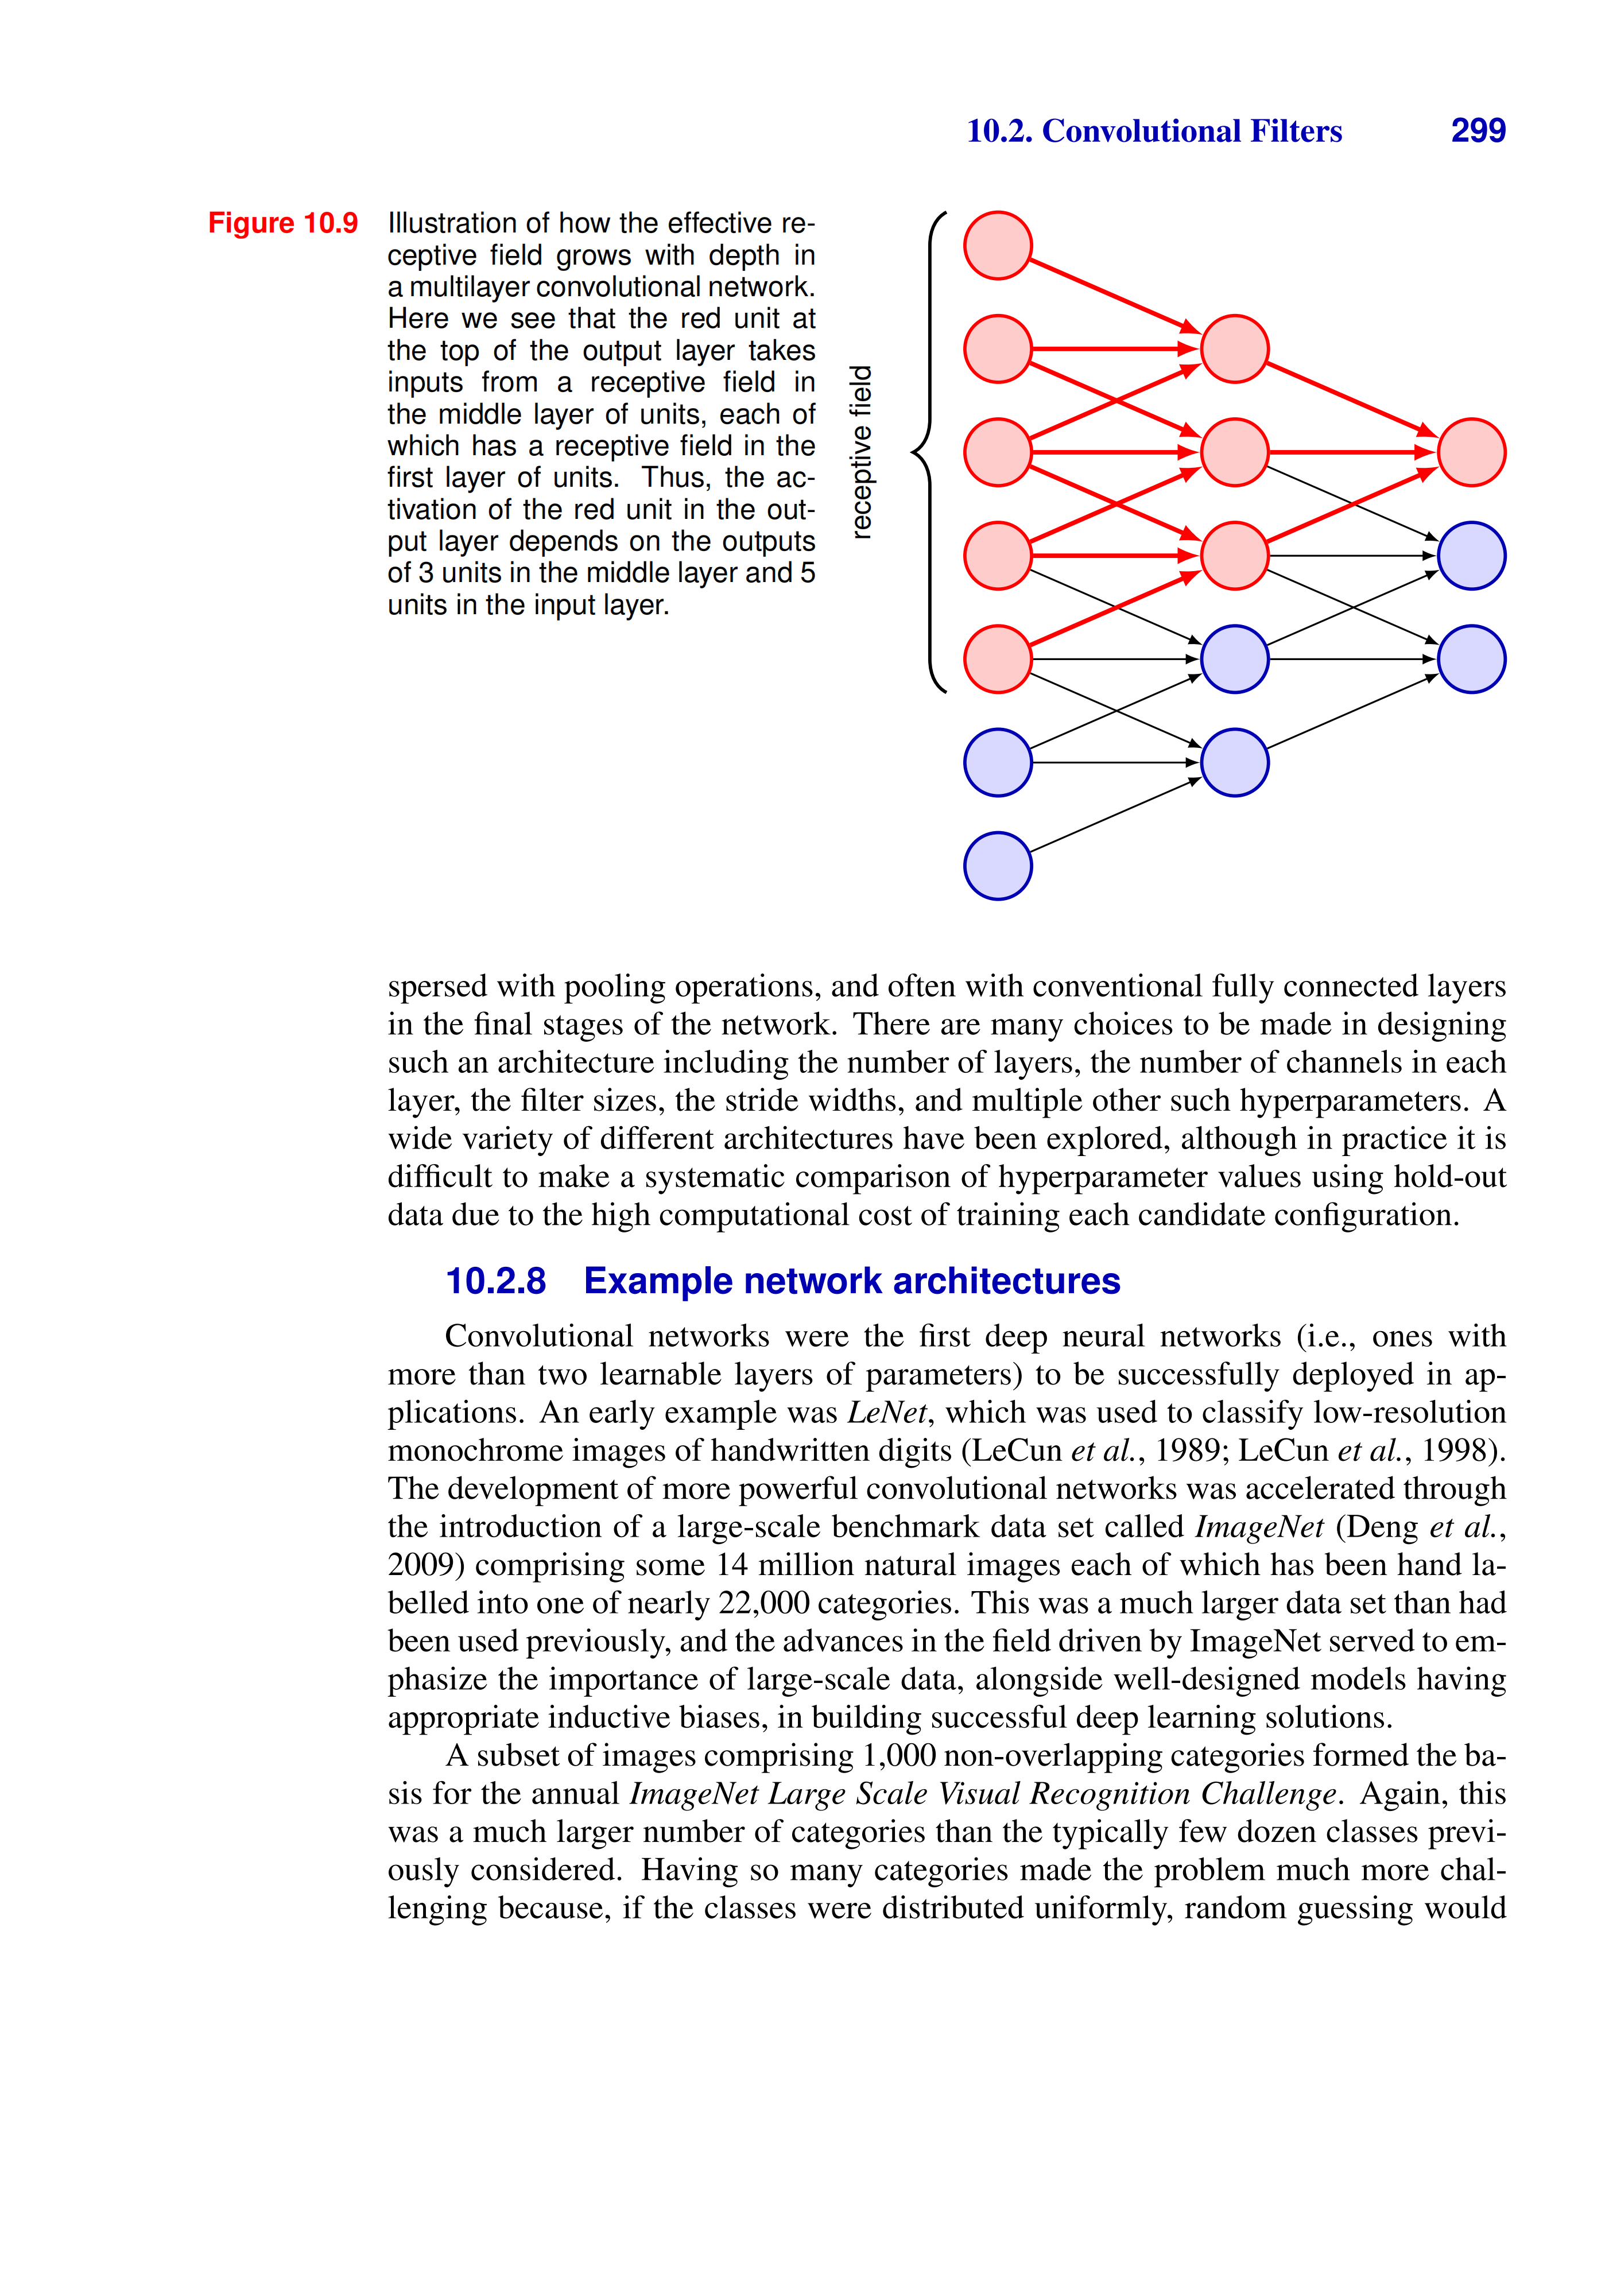 10.2. Convolutional Filters 299
Figure 10.9 Illustration of how the effective re-
ceptive field grows with depth in
a multilayer convolutional network.
Here we see that the red unit at
the top of the output layer takes
inputs from a receptive field in
the middle layer of units, each of
which has a receptive field in the
first layer of units. Thus, the ac-
tivation of the red unit in the out-
put layer depends on the outputs
of 3 units in the middle layer and 5
units in the input layer.
receptive field
spersed with pooling operations, and often with conventional fully connected layers
in the final stages of the network. There are many choices to be made in designing
such an architecture including the number of layers, the number of channels in each
layer, the filter sizes, the stride widths, and multiple other such hyperparameters. A
wide variety of different architectures have been explored, although in practice it is
difficult to make a systematic comparison of hyperparameter values using hold-out
data due to the high computational cost of training each candidate configuration.
10.2.8 Example network architectures
Convolutional networks were the first deep neural networks (i.e., ones with
more than two learnable layers of parameters) to be successfully deployed in ap-
plications. An early example was LeNet, which was used to classify low-resolution
monochrome images of handwritten digits (LeCun et al., 1989; LeCun et al., 1998).
The development of more powerful convolutional networks was accelerated through
the introduction of a large-scale benchmark data set called ImageNet (Deng et al.,
2009) comprising some 14 million natural images each of which has been hand la-
belled into one of nearly 22,000 categories. This was a much larger data set than had
been used previously, and the advances in the field driven by ImageNet served to em-
phasize the importance of large-scale data, alongside well-designed models having
appropriate inductive biases, in building successful deep learning solutions.
A subset of images comprising 1,000 non-overlapping categories formed the ba-
sis for the annual ImageNet Large Scale Visual Recognition Challenge. Again, this
was a much larger number of categories than the typically few dozen classes previ-
ously considered. Having so many categories made the problem much more chal-
lenging because, if the classes were distributed uniformly, random guessing would